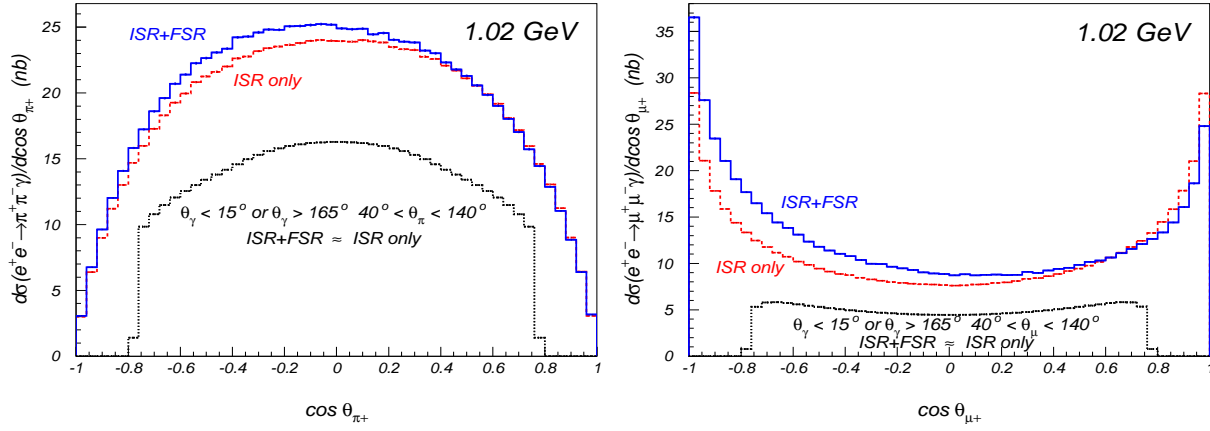 dσ(e⁺ e⁻ →π⁺ π⁻ γ)/dcos θπ+ (nb)
25
20
15
10
5
0
ISR+FSR
1.02 GeV
ISR only
θγ < 15° or θγ > 165° 40° < θπ < 140°
ISR+FSR ≈ ISR only
-1 -0.8 -0.6 -0.4 -0.2 0 0.2 0.4 0.6 0.8 1
cos θπ+
dσ(e⁺ e⁻ →μ⁺ μ⁻ γ)/dcos θμ+ (nb)
35
30
25
20
15
10
5
0
1.02 GeV
ISR+FSR
ISR only
θγ < 15° or θγ > 165° 40° < θμ < 140°
ISR+FSR ≈ ISR only
-1 -0.8 -0.6 -0.4 -0.2 0 0.2 0.4 0.6 0.8 1
cos θμ+